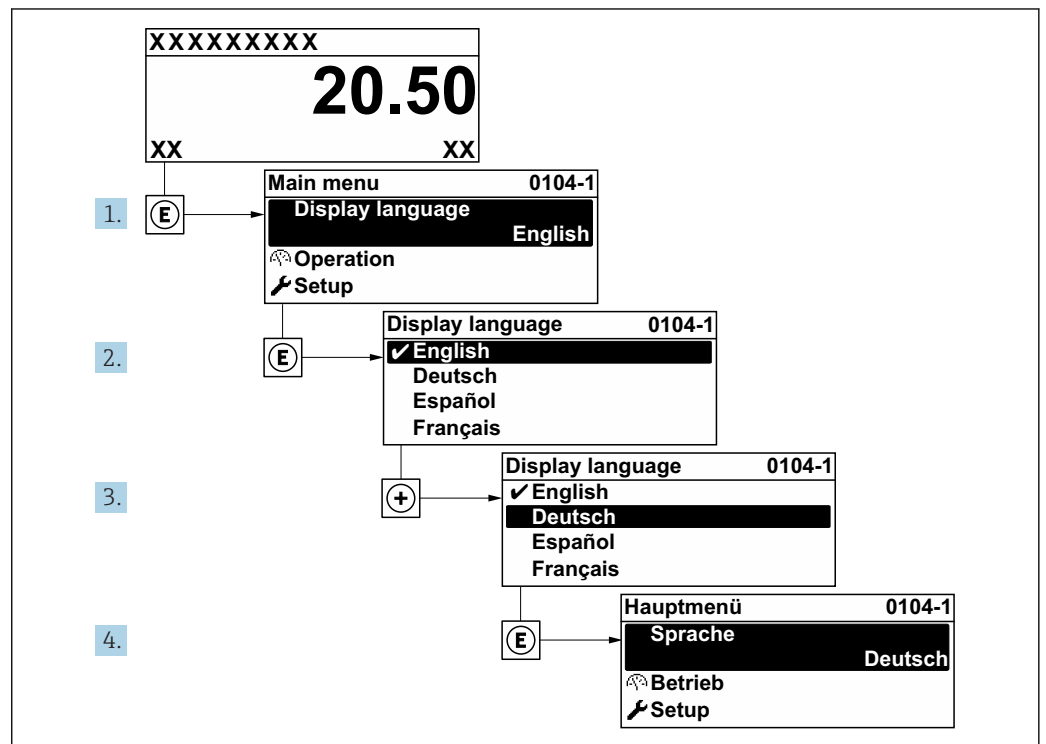 XXXXXXXXX
20.50
XX XX
1. E
Main menu 0104-1
Display language
English
Operation
Setup
2. E
Display language 0104-1
✔English
Deutsch
Español
Français
3. +
Display language 0104-1
✔English
Deutsch
Español
Français
4. E
Hauptmenü 0104-1
Sprache
Deutsch
Betrieb
Setup